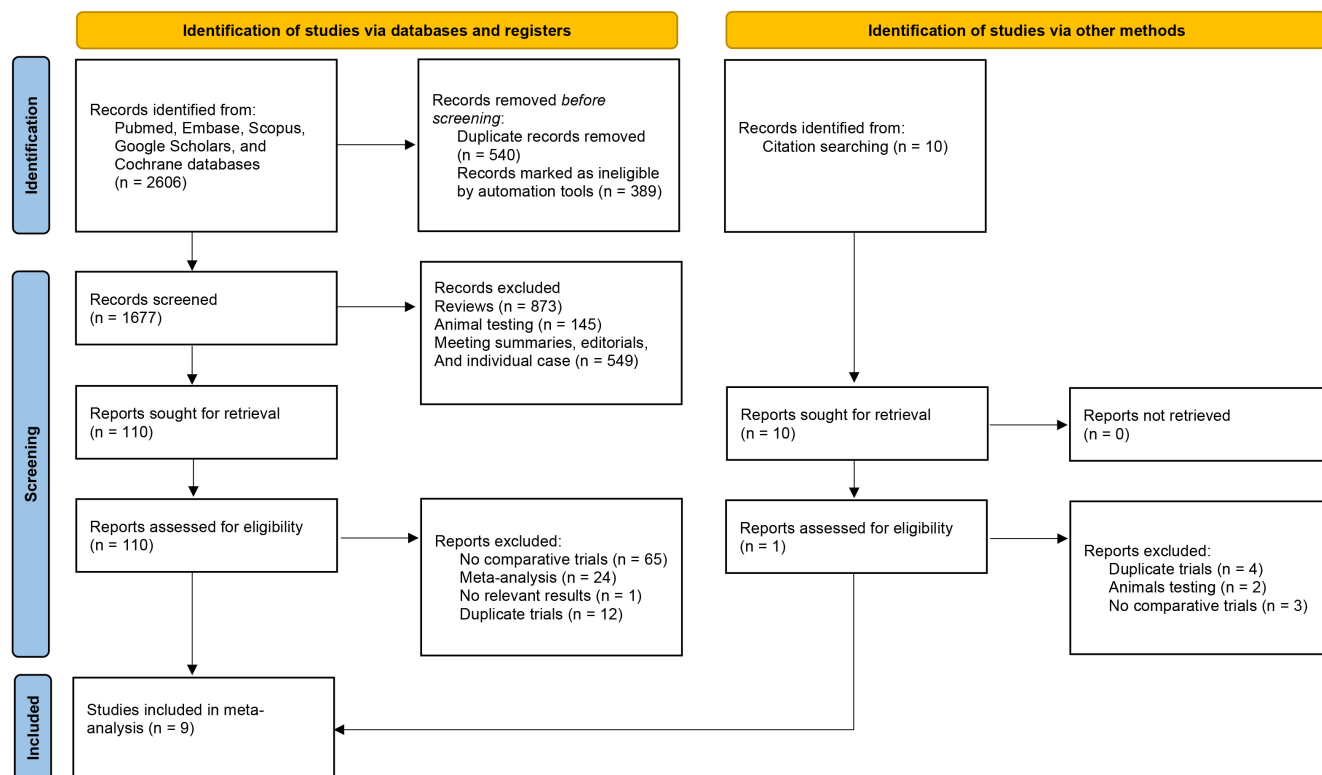 Identification of studies via databases and registers
Identification of studies via other methods
Identification
Records identified from:
Pubmed, Embase, Scopus,
Google Scholars, and
Cochrane databases
(n = 2606)
Records removed before
screening:
Duplicate records removed
(n = 540)
Records marked as ineligible
by automation tools (n = 389)
Records identified from:
Citation searching (n = 10)
Screening
Records screened
(n = 1677)
Records excluded
Reviews (n = 873)
Animal testing (n = 145)
Meeting summaries, editorials,
And individual case (n = 549)
Reports sought for retrieval
(n = 110)
Reports sought for retrieval
(n = 10)
Reports not retrieved
(n = 0)
Reports assessed for eligibility
(n = 110)
Reports excluded:
No comparative trials (n = 65)
Meta-analysis (n = 24)
No relevant results (n = 1)
Duplicate trials (n = 12)
Reports assessed for eligibility
(n = 1)
Reports excluded:
Duplicate trials (n = 4)
Animals testing (n = 2)
No comparative trials (n = 3)
Included
Studies included in meta-
analysis (n = 9)